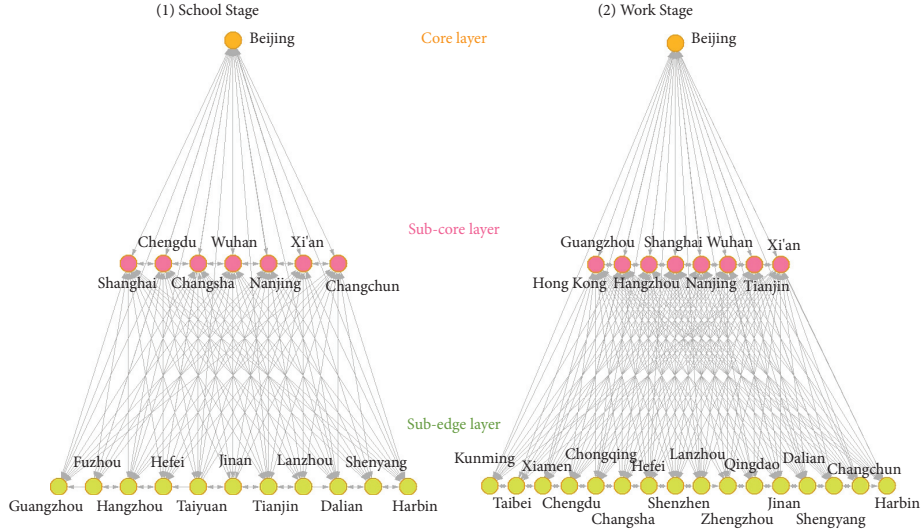 (1) School Stage
(2) Work Stage
Beijing
Core layer
Beijing
Sub-core layer
Chengdu Wuhan Xi'an
Shanghai Changsha Nanjing Changchun
Guangzhou Shanghai Wuhan Xi'an
Hong Kong Hangzhou Nanjing Tianjin
Sub-edge layer
Fuzhou Hefei Jinan Lanzhou Shenyang
Guangzhou Hangzhou Taiyuan Tianjin Dalian Harbin
Kunming Xiamen Chongqing Hefei Lanzhou Qingdao Dalian Changchun
Taibei Chengdu Changsha Shenzhen Zhengzhou Jinan Shengyang Harbin